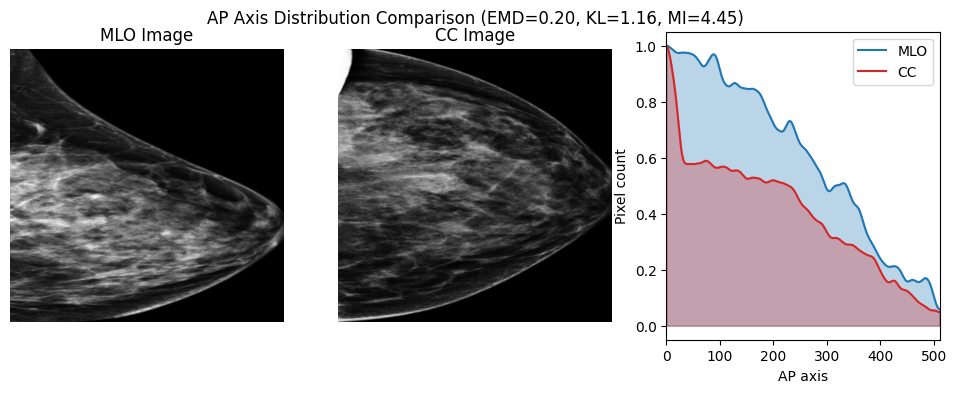 AP Axis Distribution Comparison (EMD=0.20, KL=1.16, MI=4.45)
MLO Image
CC Image
MLO
CC
Pixel count
1.0
0.8
0.6
0.4
0.2
0.0
0 100 200 300 400 500
AP axis